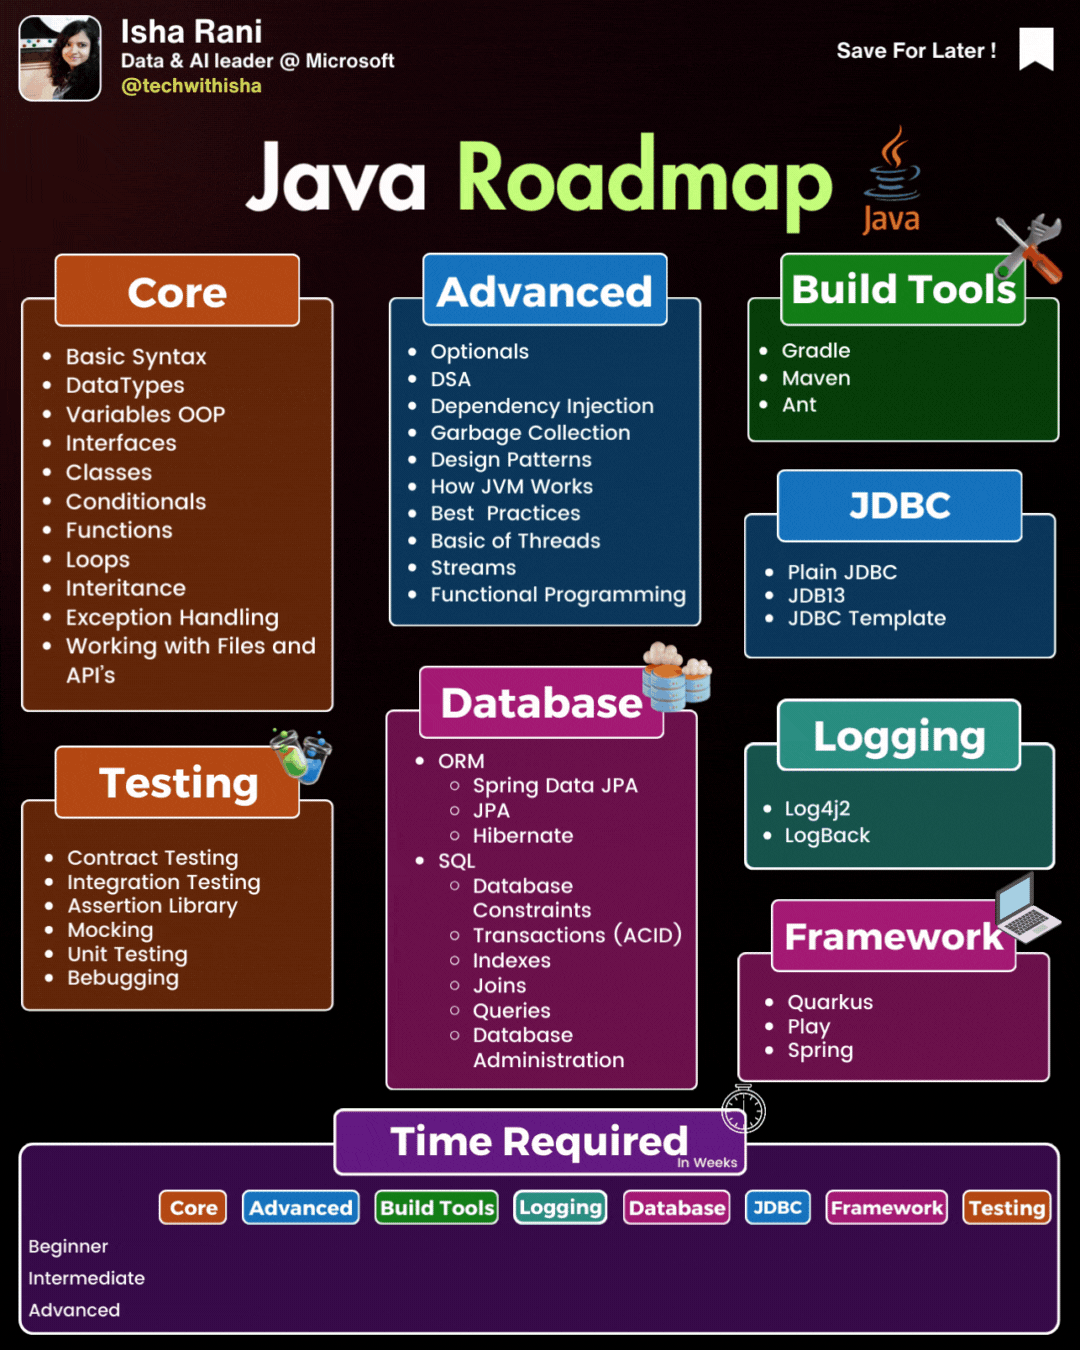 Isha Rani
Data & AI leader @ Microsoft
@techwithisha
Save For Later !
Java Roadmap
Java
Core
Basic Syntax
DataTypes
Variables OOP
Interfaces
Classes
Conditionals
Functions
Loops
Interitance
Exception Handling
Working with Files and
API's
Advanced
Optionals
DSA
Dependency Injection
Garbage Collection
Design Patterns
How JVM Works
Best Practices
Basic of Threads
Streams
Functional Programming
Build Tools
Gradle
Maven
Ant
JDBC
Plain JDBC
JDB13
JDBC Template
Testing
Contract Testing
Integration Testing
Assertion Library
Mocking
Unit Testing
Bebugging
Database
ORM
Spring Data JPA
JPA
Hibernate
SQL
Database
Constraints
Transactions (ACID)
Indexes
Joins
Queries
Database
Administration
Logging
Log4j2
LogBack
Framework
Quarkus
Play
Spring
Time Required
In Weeks
Core Advanced Build Tools Logging Database JDBC Framework Testing
Beginner
Intermediate
Advanced